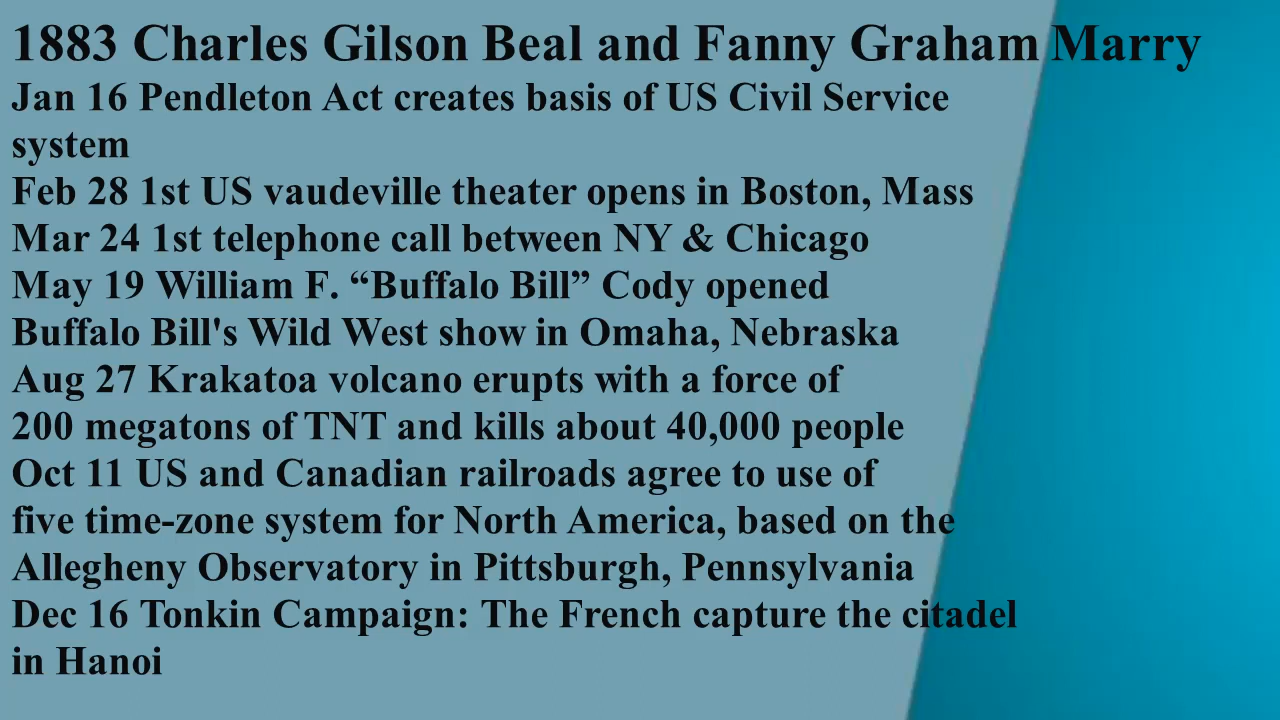 1883 Charles Gilson Beal and Fanny Graham Marry
Jan 16 Pendleton Act creates basis of US Civil Service
system
Feb 28 1st US vaudeville theater opens in Boston, Mass
Mar 24 1st telephone call between NY & Chicago
May 19 William F. “Buffalo Bill” Cody opened
Buffalo Bill's Wild West show in Omaha, Nebraska
Aug 27 Krakatoa volcano erupts with a force of
200 megatons of TNT and kills about 40,000 people
Oct 11 US and Canadian railroads agree to use of
five time-zone system for North America, based on the
Allegheny Observatory in Pittsburgh, Pennsylvania
Dec 16 Tonkin Campaign: The French capture the citadel
in Hanoi